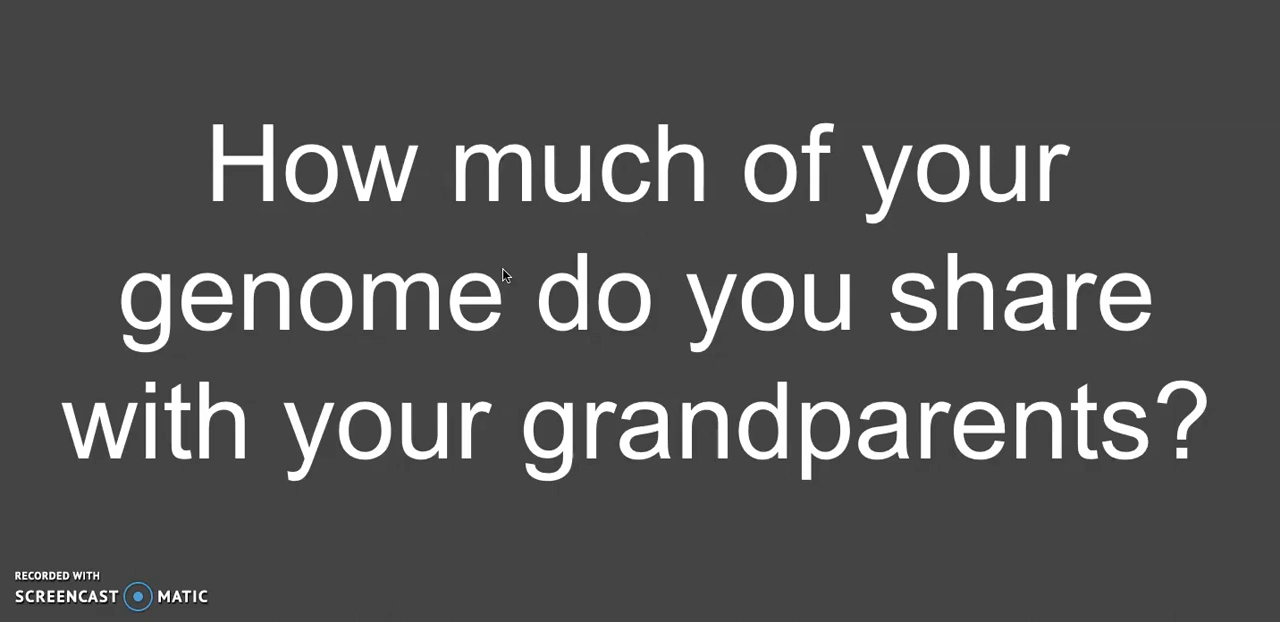 How much of your
genome do you share
with your grandparents?
RECORDED WITH
SCREENCAST MATIC